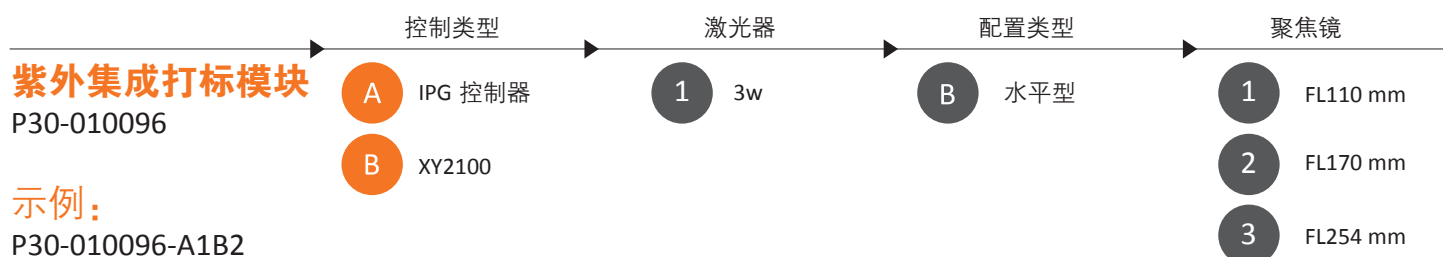 控制类型
激光器
配置类型
聚焦镜
紫外集成打标模块
P30-010096
A IPG 控制器
B XY2100
1 3w
B 水平型
1 FL110 mm
2 FL170 mm
3 FL254 mm
示例：
P30-010096-A1B2